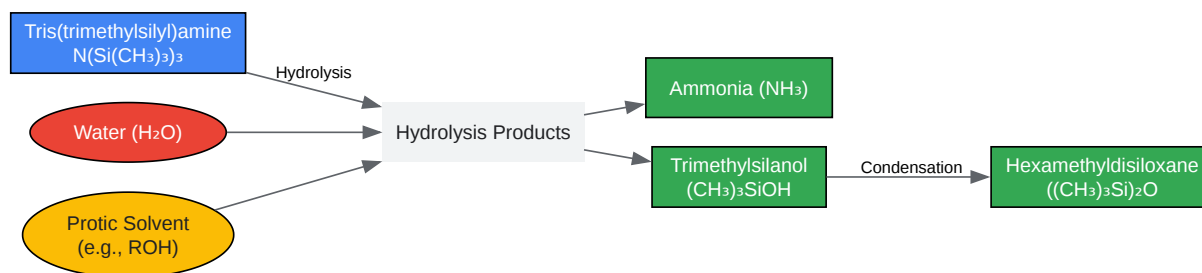 Tris(trimethylsilyl)amine
N(Si(CH₃)₃)₃
Hydrolysis
Water (H₂O)
Protic Solvent
(e.g., ROH)
Hydrolysis Products
Ammonia (NH₃)
Trimethylsilanol
(CH₃)₃SiOH
Condensation
Hexamethyldisiloxane
((CH₃)₃Si)₂O